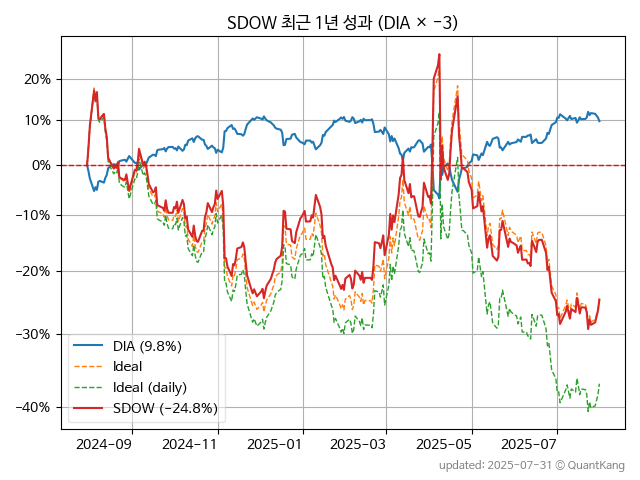 SDOW 최근 1년 성과 (DIA × −3)
20%
10%
0%
−10%
−20%
−30%
−40%
DIA (9.8%)
Ideal
Ideal (daily)
SDOW (−24.8%)
2024-09
2024-11
2025-01
2025-03
2025-05
2025-07
updated: 2025-07-31 © QuantKang